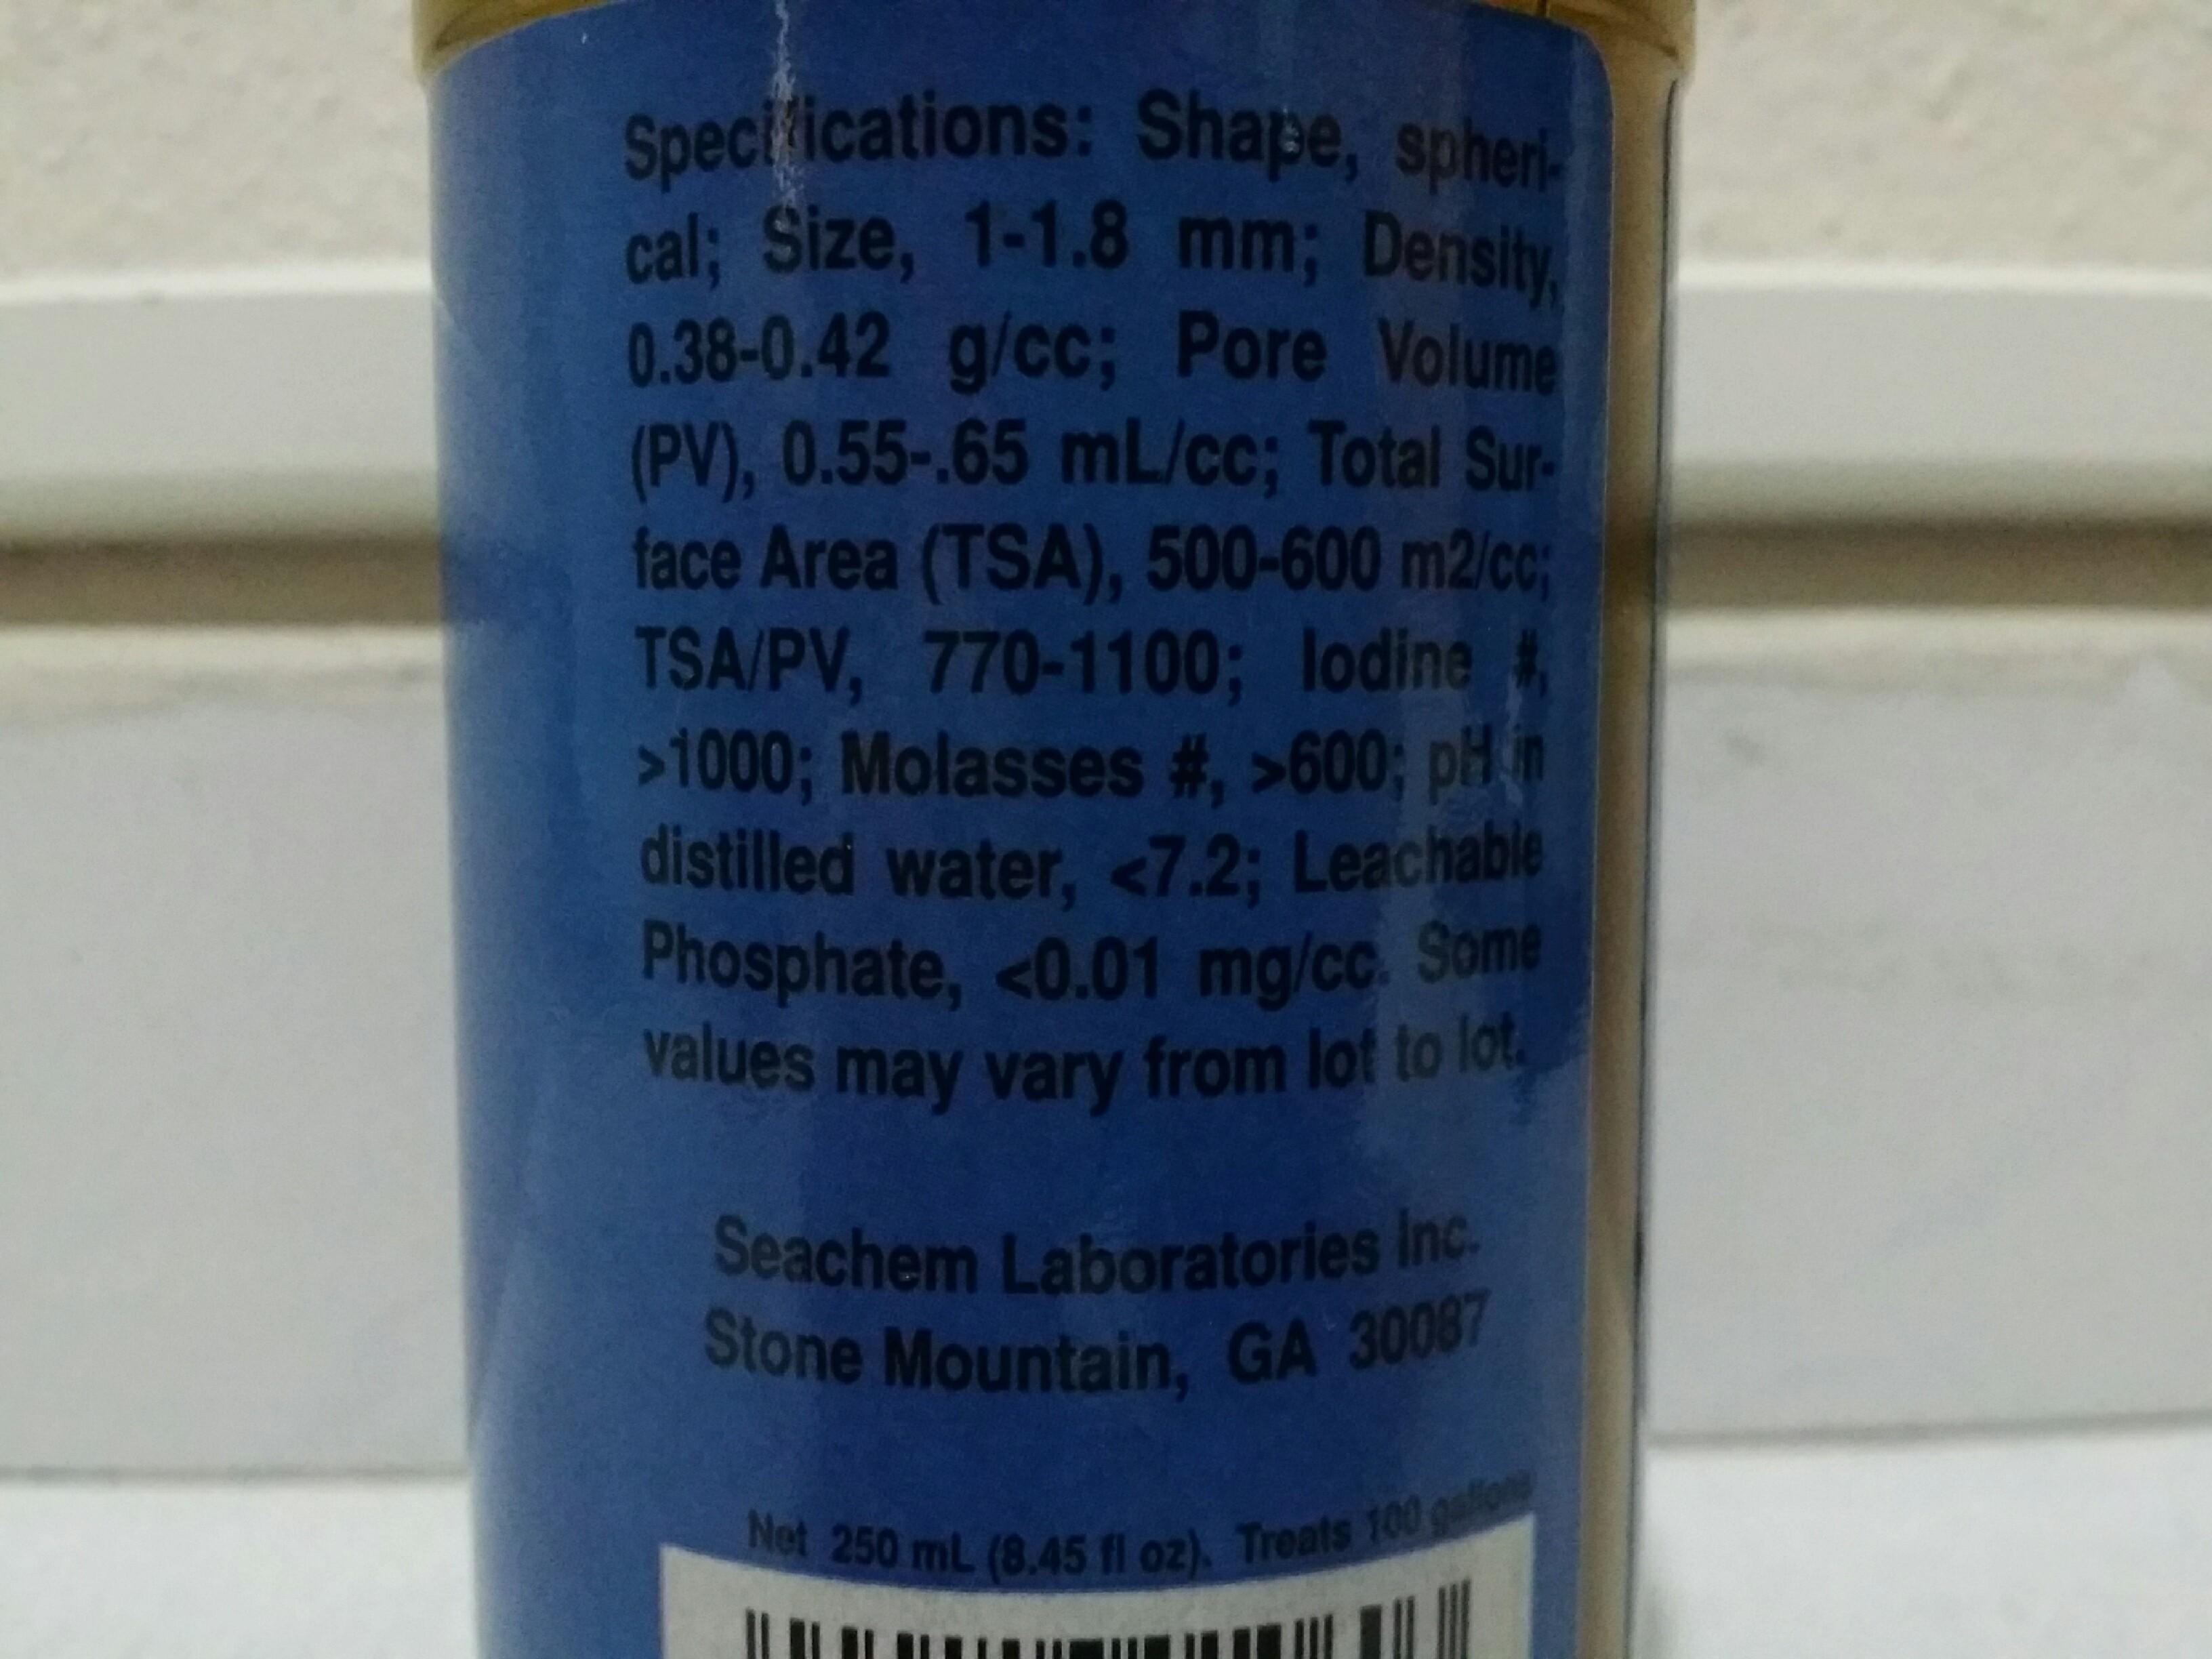 Specifications: Shape, spheri-
cal; Size, 1-1.8 mm; Density,
0.38-0.42 g/cc; Pore Volume
(PV), 0.55-.65 mL/cc; Total Sur-
face Area (TSA), 500-600 m2/cc;
TSA/PV, 770-1100; Iodine #,
>1000; Molasses #, >600; pH in
distilled water, <7.2; Leachable
Phosphate, <0.01 mg/cc. Some
values may vary from lot to lot.
Seachem Laboratories Inc.
Stone Mountain, GA 30087
Net 250 mL (8.45 fl oz). Treats 100 gallons